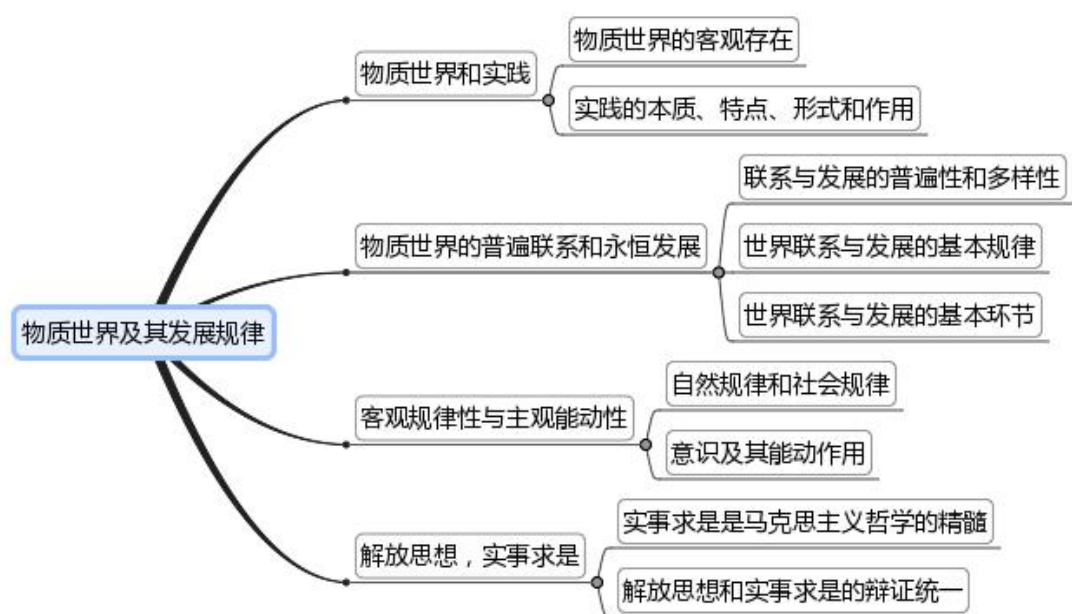 物质世界的客观存在
物质世界和实践
实践的本质、特点、形式和作用
联系与发展的普遍性和多样性
物质世界的普遍联系和永恒发展
世界联系与发展的基本规律
世界联系与发展的基本环节
物质世界及其发展规律
自然规律和社会规律
客观规律性与主观能动性
意识及其能动作用
实事求是是马克思主义哲学的精髓
解放思想，实事求是
解放思想和实事求是的辩证统一